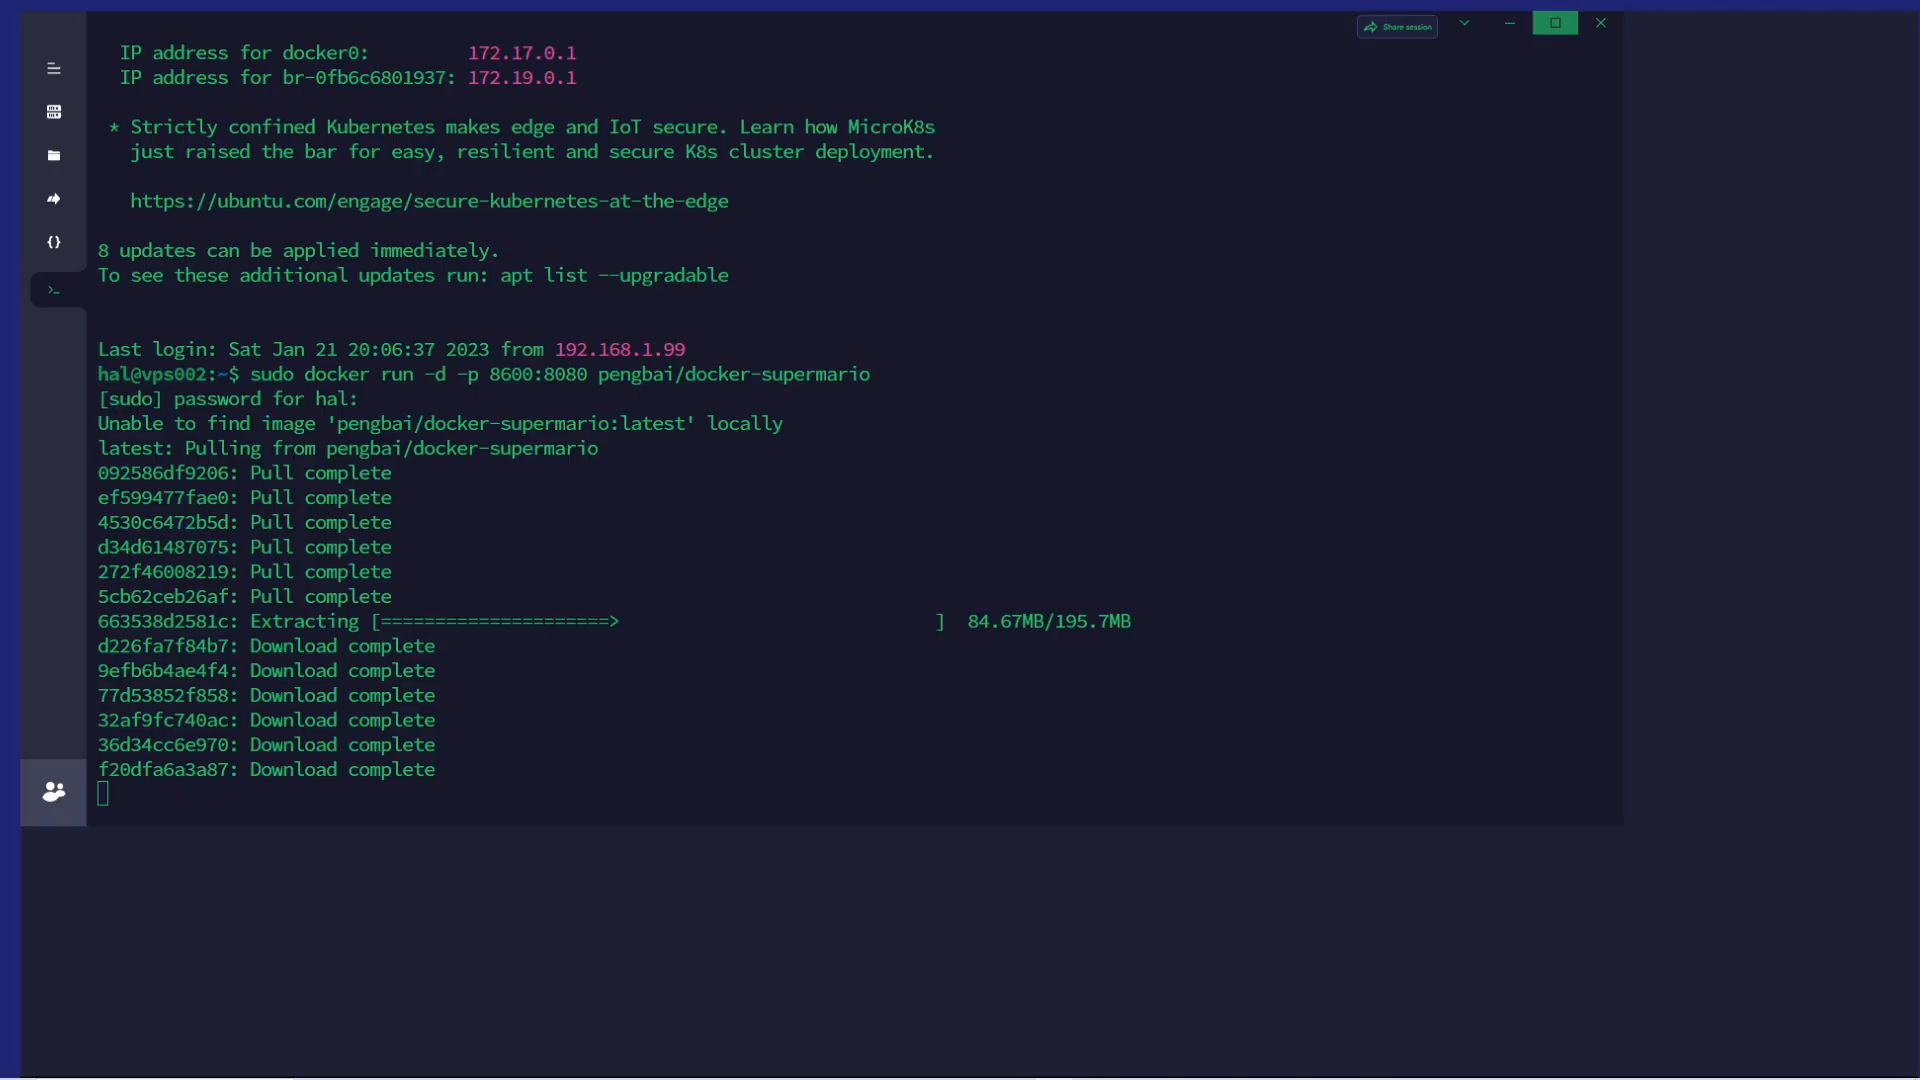 Share session
IP address for docker0: 172.17.0.1
IP address for br-0fb6c6801937: 172.19.0.1
* Strictly confined Kubernetes makes edge and IoT secure. Learn how MicroK8s
just raised the bar for easy, resilient and secure K8s cluster deployment.
https://ubuntu.com/engage/secure-kubernetes-at-the-edge
8 updates can be applied immediately.
To see these additional updates run: apt list --upgradable
Last login: Sat Jan 21 20:06:37 2023 from 192.168.1.99
hal@vps002:~$ sudo docker run -d -p 8600:8080 pengbai/docker-supermario
[sudo] password for hal:
Unable to find image 'pengbai/docker-supermario:latest' locally
latest: Pulling from pengbai/docker-supermario
092586df9206: Pull complete
ef599477fae0: Pull complete
4530c6472b5d: Pull complete
d34d61487075: Pull complete
272f46008219: Pull complete
5cb62ceb26af: Pull complete
663538d2581c: Extracting [=====================> ] 84.67MB/195.7MB
d226fa7f84b7: Download complete
9efb6b4ae4f4: Download complete
77d53852f858: Download complete
32af9fc740ac: Download complete
36d34cc6e970: Download complete
f20dfa6a3a87: Download complete